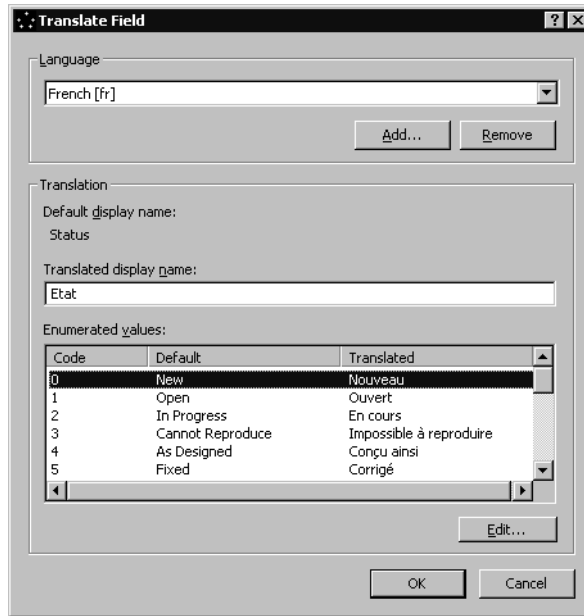 Translate Field
Language
French [fr]
Add...
Remove
Translation
Default display name:
Status
Translated display name:
Etat
Enumerated values:
Code Default Translated
0 New Nouveau
1 Open Ouvert
2 In Progress En cours
3 Cannot Reproduce Impossible à reproduire
4 As Designed Conçu ainsi
5 Fixed Corrigé
Edit...
OK
Cancel